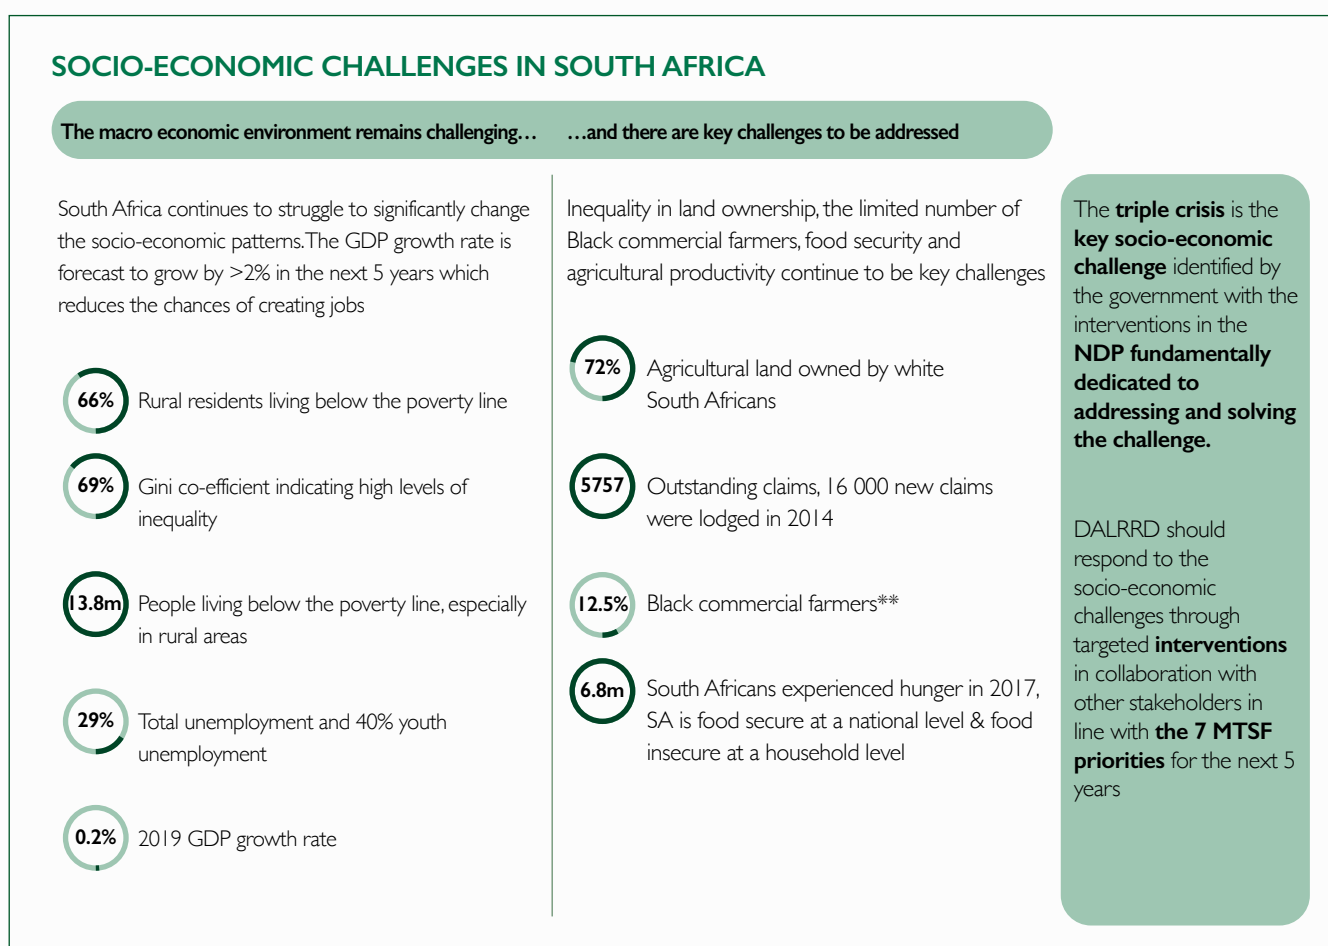 SOCIO-ECONOMIC CHALLENGES IN SOUTH AFRICA
The macro economic environment remains challenging…
…and there are key challenges to be addressed
South Africa continues to struggle to significantly change
the socio-economic patterns. The GDP growth rate is
forecast to grow by >2% in the next 5 years which
reduces the chances of creating jobs
66% Rural residents living below the poverty line
69% Gini co-efficient indicating high levels of
inequality
13.8m People living below the poverty line, especially
in rural areas
29% Total unemployment and 40% youth
unemployment
0.2% 2019 GDP growth rate
Inequality in land ownership, the limited number of
Black commercial farmers, food security and
agricultural productivity continue to be key challenges
72% Agricultural land owned by white
South Africans
5757 Outstanding claims, 16 000 new claims
were lodged in 2014
12.5% Black commercial farmers**
6.8m South Africans experienced hunger in 2017,
SA is food secure at a national level & food
insecure at a household level
The triple crisis is the
key socio-economic
challenge identified by
the government with the
interventions in the
NDP fundamentally
dedicated to
addressing and solving
the challenge.
DALRRD should
respond to the
socio-economic
challenges through
targeted interventions
in collaboration with
other stakeholders in
line with the 7 MTSF
priorities for the next 5
years